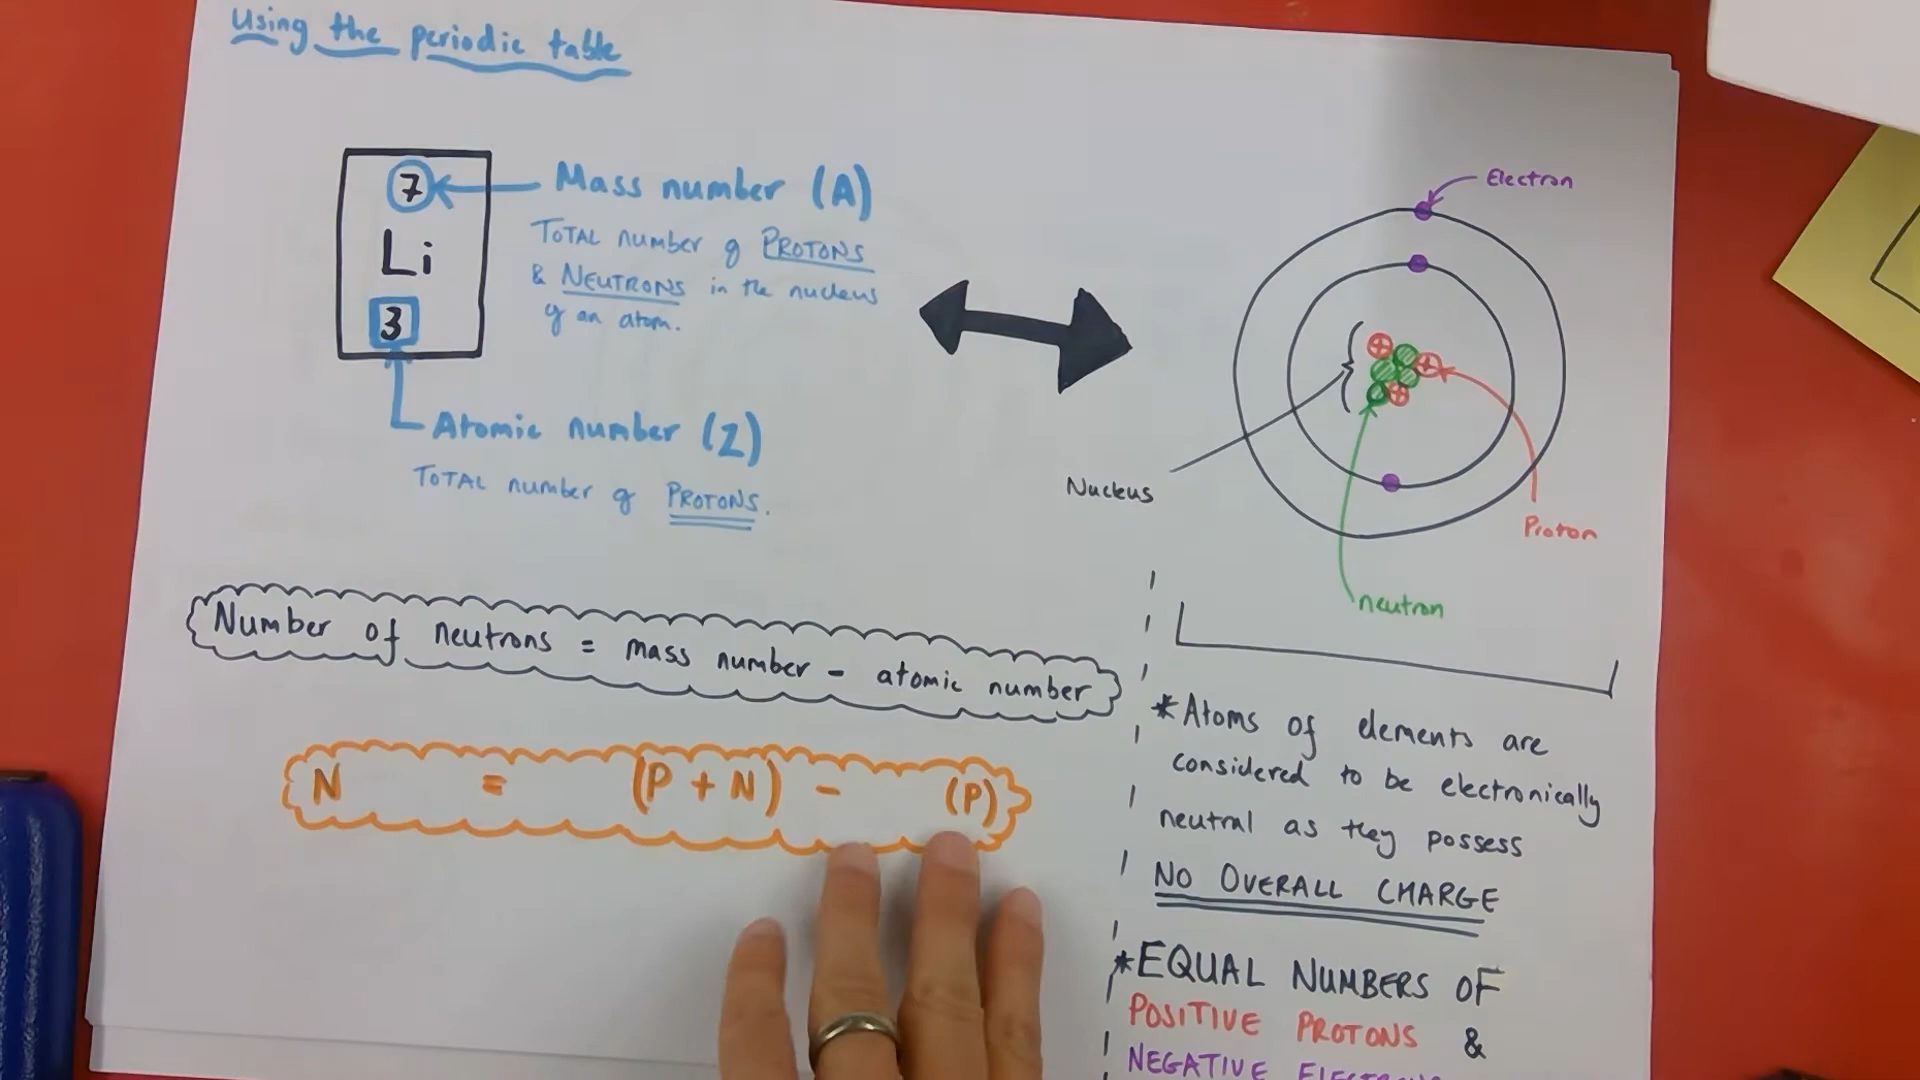 Using the periodic table
7
Li
3
Mass number (A)
TOTAL number of PROTONS
& NEUTRONS in the nucleus
of an atom.
Atomic number (Z)
TOTAL number of PROTONS.
Electron
Nucleus
Proton
neutron
Number of neutrons = mass number - atomic number
N = (P + N) - (P)
*Atoms of elements are
considered to be electronically
neutral as they possess
NO OVERALL CHARGE
*EQUAL NUMBERS OF
POSITIVE PROTONS &
NEGATIVE